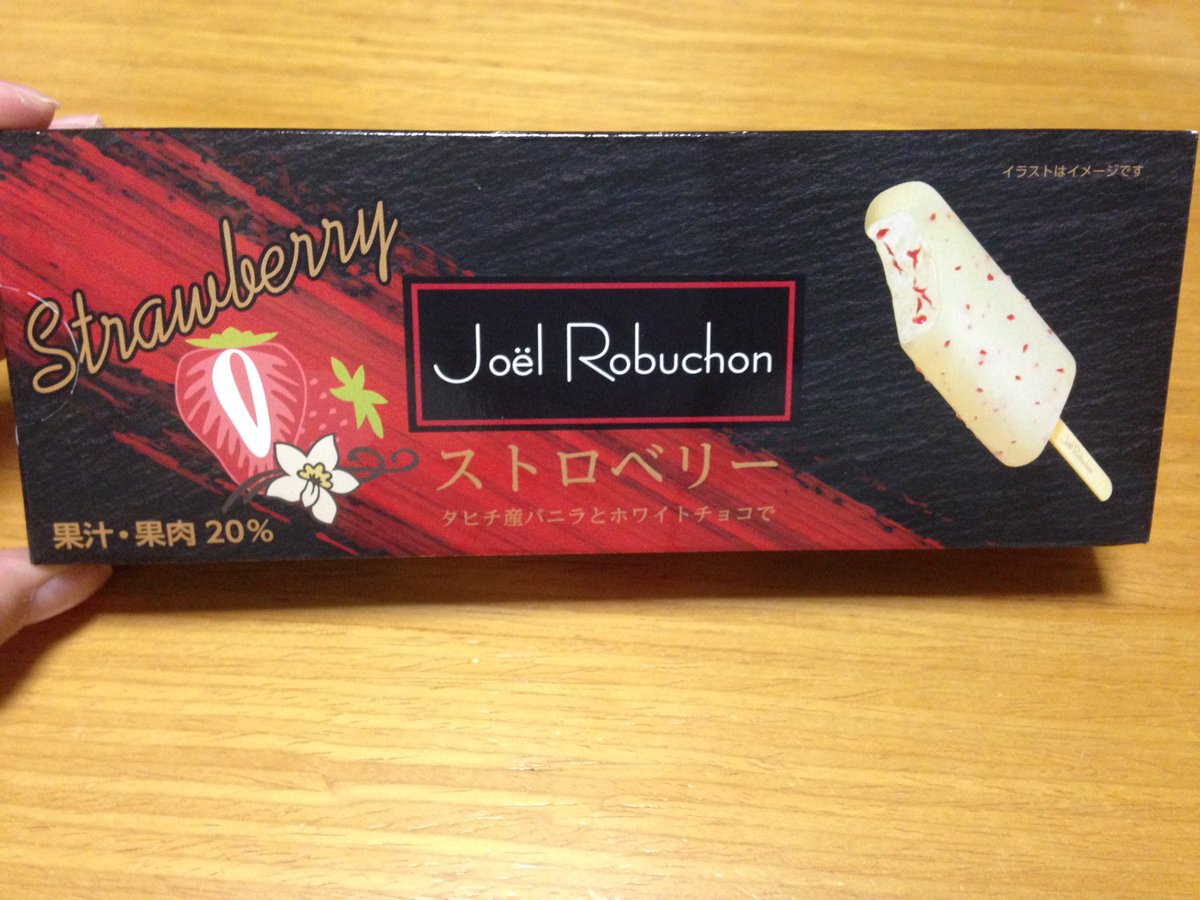 イラストはイメージです
Strawberry
Joël Robuchon
ストロベリー
タヒチ産バニラとホワイトチョコで
果汁・果肉 20%
Joël Robuchon